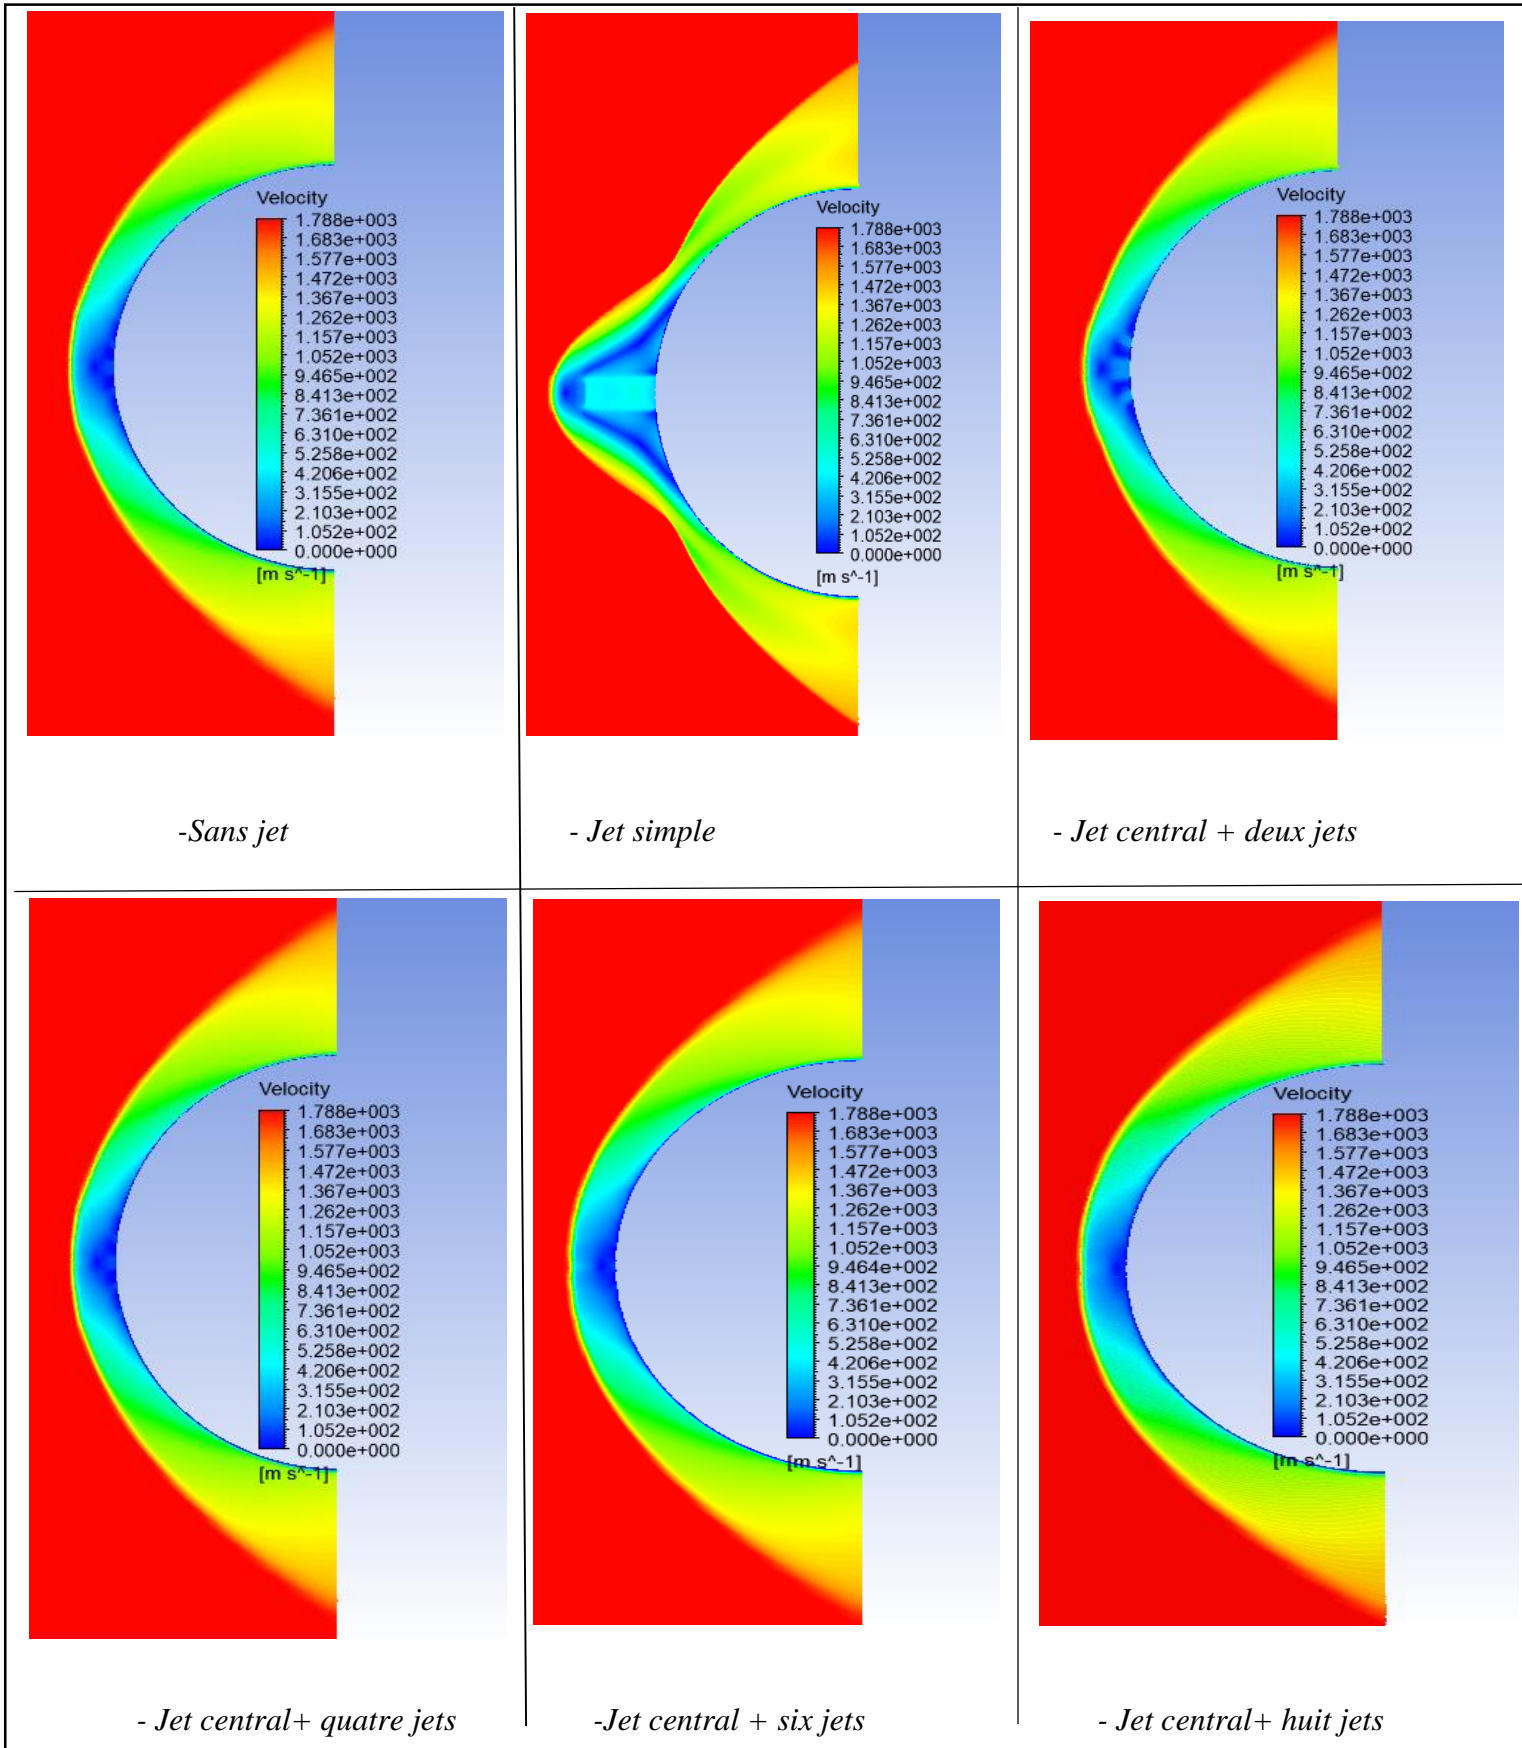 Velocity
1.788e+003
1.683e+003
1.577e+003
1.472e+003
1.367e+003
1.262e+003
1.157e+003
1.052e+003
9.465e+002
8.413e+002
7.361e+002
6.310e+002
5.258e+002
4.206e+002
3.155e+002
2.103e+002
1.052e+002
0.000e+000
[m s^-1]
-Sans jet
Velocity
1.788e+003
1.683e+003
1.577e+003
1.472e+003
1.367e+003
1.262e+003
1.157e+003
1.052e+003
9.465e+002
8.413e+002
7.361e+002
6.310e+002
5.258e+002
4.206e+002
3.155e+002
2.103e+002
1.052e+002
0.000e+000
[m s^-1]
- Jet simple
Velocity
1.788e+003
1.683e+003
1.577e+003
1.472e+003
1.367e+003
1.262e+003
1.157e+003
1.052e+003
9.465e+002
8.413e+002
7.361e+002
6.310e+002
5.258e+002
4.206e+002
3.155e+002
2.103e+002
1.052e+002
0.000e+000
[m s^-1]
- Jet central + deux jets
Velocity
1.788e+003
1.683e+003
1.577e+003
1.472e+003
1.367e+003
1.262e+003
1.157e+003
1.052e+003
9.465e+002
8.413e+002
7.361e+002
6.310e+002
5.258e+002
4.206e+002
3.155e+002
2.103e+002
1.052e+002
0.000e+000
[m s^-1]
- Jet central+ quatre jets
Velocity
1.788e+003
1.683e+003
1.577e+003
1.472e+003
1.367e+003
1.262e+003
1.157e+003
1.052e+003
9.464e+002
8.413e+002
7.361e+002
6.310e+002
5.258e+002
4.206e+002
3.155e+002
2.103e+002
1.052e+002
0.000e+000
[m s^-1]
-Jet central + six jets
Velocity
1.788e+003
1.683e+003
1.577e+003
1.472e+003
1.367e+003
1.262e+003
1.157e+003
1.052e+003
9.465e+002
8.413e+002
7.361e+002
6.310e+002
5.258e+002
4.206e+002
3.155e+002
2.103e+002
1.052e+002
0.000e+000
[m s^-1]
- Jet central+ huit jets